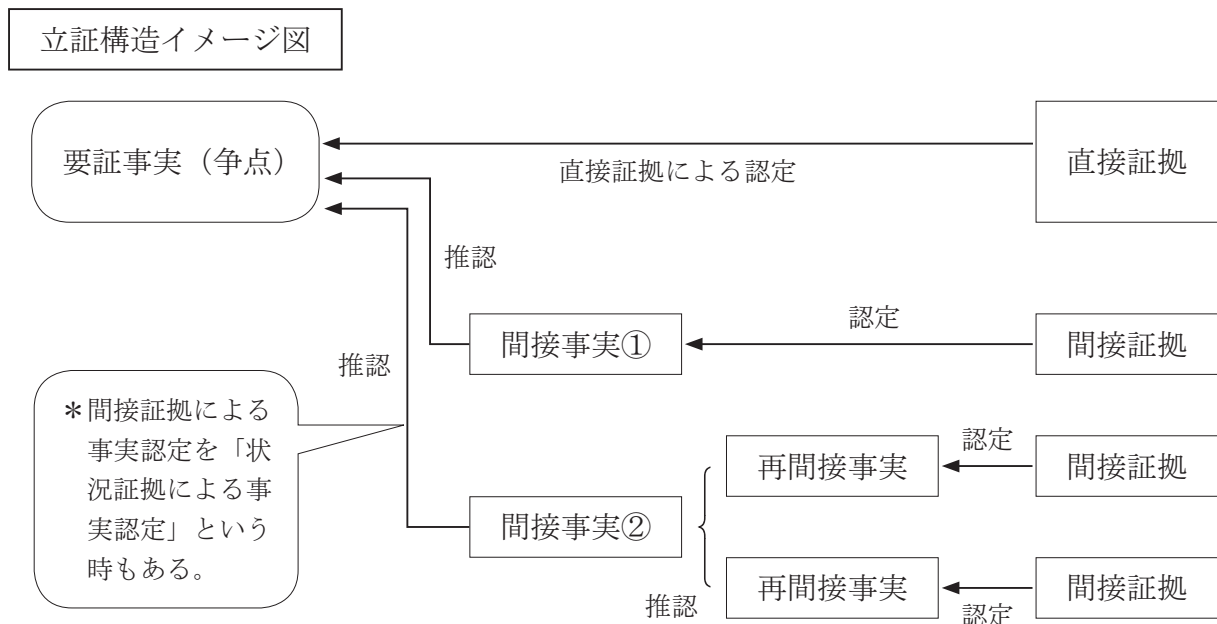 立証構造イメージ図
要証事実(争点)
直接証拠による認定
直接証拠
推認
間接事実①
認定
間接証拠
推認
＊間接証拠による
事実認定を「状
況証拠による事
実認定」という
時もある。
間接事実②
再間接事実
認定
間接証拠
推認
再間接事実
認定
間接証拠